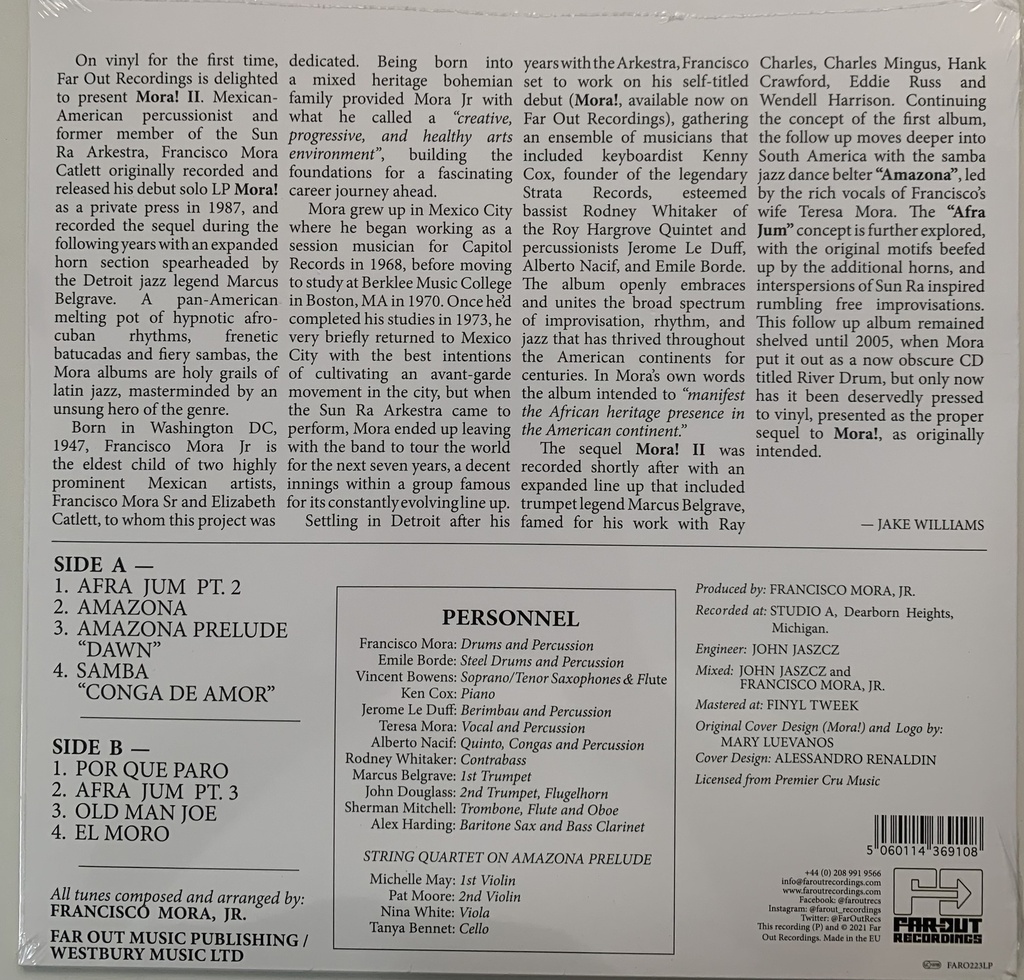 On vinyl for the first time,
Far Out Recordings is delighted
to present Mora! II. Mexican-
American percussionist and
former member of the Sun
Ra Arkestra, Francisco Mora
Catlett originally recorded and
released his debut solo LP Mora!
as a private press in 1987, and
recorded the sequel during the
following years with an expanded
horn section spearheaded by
the Detroit jazz legend Marcus
Belgrave. A pan-American
melting pot of hypnotic afro-
cuban rhythms, frenetic
batucadas and fiery sambas, the
Mora albums are holy grails of
latin jazz, masterminded by an
unsung hero of the genre.
Born in Washington DC,
1947, Francisco Mora Jr is
the eldest child of two highly
prominent Mexican artists,
Francisco Mora Sr and Elizabeth
Catlett, to whom this project was
dedicated. Being born into
a mixed heritage bohemian
family provided Mora Jr with
what he called a “creative,
progressive, and healthy arts
environment”, building the
foundations for a fascinating
career journey ahead.
Mora grew up in Mexico City
where he began working as a
session musician for Capitol
Records in 1968, before moving
to study at Berklee Music College
in Boston, MA in 1970. Once he’d
completed his studies in 1973, he
very briefly returned to Mexico
City with the best intentions
of cultivating an avant-garde
movement in the city, but when
the Sun Ra Arkestra came to
perform, Mora ended up leaving
with the band to tour the world
for the next seven years, a decent
innings within a group famous
for its constantly evolving line up.
Settling in Detroit after his
years with the Arkestra, Francisco
set to work on his self-titled
debut (Mora!, available now on
Far Out Recordings), gathering
an ensemble of musicians that
included keyboardist Kenny
Cox, founder of the legendary
Strata Records, esteemed
bassist Rodney Whitaker of
the Roy Hargrove Quintet and
percussionists Jerome Le Duff,
Alberto Nacif, and Emile Borde.
The album openly embraces
and unites the broad spectrum
of improvisation, rhythm, and
jazz that has thrived throughout
the American continents for
centuries. In Mora’s own words
the album intended to “manifest
the African heritage presence in
the American continent.”
The sequel Mora! II was
recorded shortly after with an
expanded line up that included
trumpet legend Marcus Belgrave,
famed for his work with Ray
Charles, Charles Mingus, Hank
Crawford, Eddie Russ and
Wendell Harrison. Continuing
the concept of the first album,
the follow up moves deeper into
South America with the samba
jazz dance belter “Amazona”, led
by the rich vocals of Francisco’s
wife Teresa Mora. The “Afra
Jum” concept is further explored,
with the original motifs beefed
up by the additional horns, and
interspersions of Sun Ra inspired
rumbling free improvisations.
This follow up album remained
shelved until 2005, when Mora
put it out as a now obscure CD
titled River Drum, but only now
has it been deservedly pressed
to vinyl, presented as the proper
sequel to Mora!, as originally
intended.
— JAKE WILLIAMS
SIDE A —
1. AFRA JUM PT. 2
2. AMAZONA
3. AMAZONA PRELUDE
“DAWN”
4. SAMBA
“CONGA DE AMOR”
SIDE B —
1. POR QUE PARO
2. AFRA JUM PT. 3
3. OLD MAN JOE
4. EL MORO
All tunes composed and arranged by:
FRANCISCO MORA, JR.
FAR OUT MUSIC PUBLISHING /
WESTBURY MUSIC LTD
PERSONNEL
Francisco Mora: Drums and Percussion
Emile Borde: Steel Drums and Percussion
Vincent Bowens: Soprano/Tenor Saxophones & Flute
Ken Cox: Piano
Jerome Le Duff: Berimbau and Percussion
Teresa Mora: Vocal and Percussion
Alberto Nacif: Quinto, Congas and Percussion
Rodney Whitaker: Contrabass
Marcus Belgrave: 1st Trumpet
John Douglass: 2nd Trumpet, Flugelhorn
Sherman Mitchell: Trombone, Flute and Oboe
Alex Harding: Baritone Sax and Bass Clarinet
STRING QUARTET ON AMAZONA PRELUDE
Michelle May: 1st Violin
Pat Moore: 2nd Violin
Nina White: Viola
Tanya Bennet: Cello
Produced by: FRANCISCO MORA, JR.
Recorded at: STUDIO A, Dearborn Heights,
Michigan.
Engineer: JOHN JASZCZ
Mixed: JOHN JASZCZ and
FRANCISCO MORA, JR.
Mastered at: FINYL TWEEK
Original Cover Design (Mora!) and Logo by:
MARY LUEVANOS
Cover Design: ALESSANDRO RENALDIN
Licensed from Premier Cru Music
5 060114 369108
+44 (0) 208 991 9566
info@faroutrecordings.com
www.faroutrecordings.com
Facebook: @faroutrecs
Instagram: @farout_recordings
Twitter: @FarOutRecs
This recording (P) and © 2021 Far
Out Recordings. Made in the EU
FAR-OUT
RECORDINGS
FARO223LP